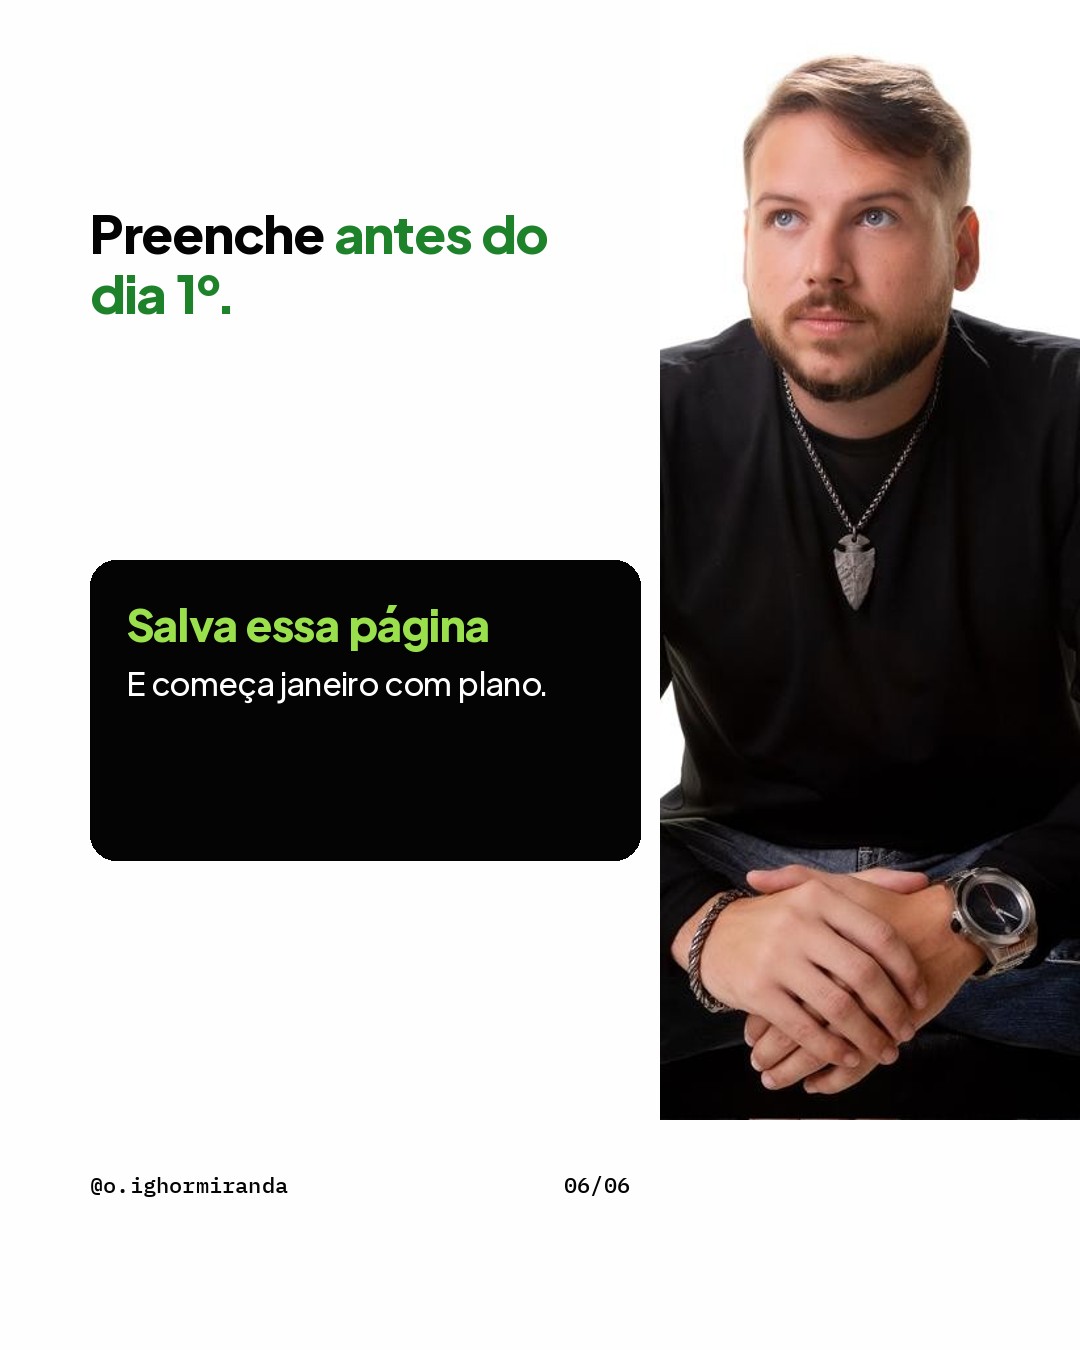 Preenche antes do
dia 1º.
Salva essa página
E começa janeiro com plano.
@o.ighormiranda
06/06